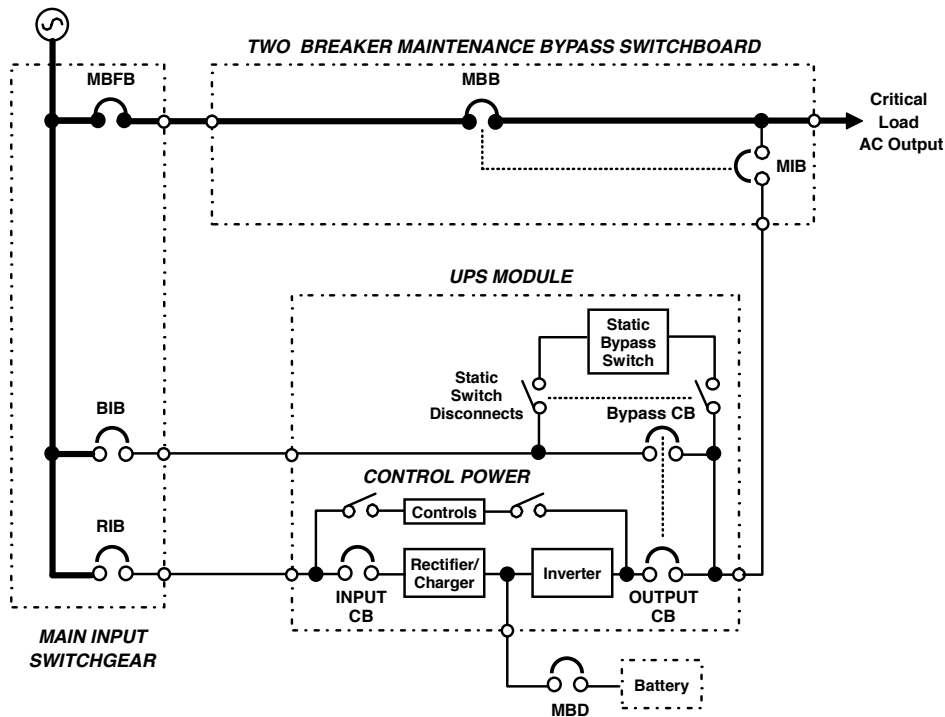 TWO BREAKER MAINTENANCE BYPASS SWITCHBOARD
MBFB
MBB
Critical
Load
AC Output
MIB
UPS MODULE
Static
Bypass
Switch
Static
Switch
Disconnects
BIB
Bypass CB
CONTROL POWER
Controls
RIB
Rectifier/
Charger
Inverter
INPUT
CB
OUTPUT
CB
MAIN INPUT
SWITCHGEAR
Battery
MBD